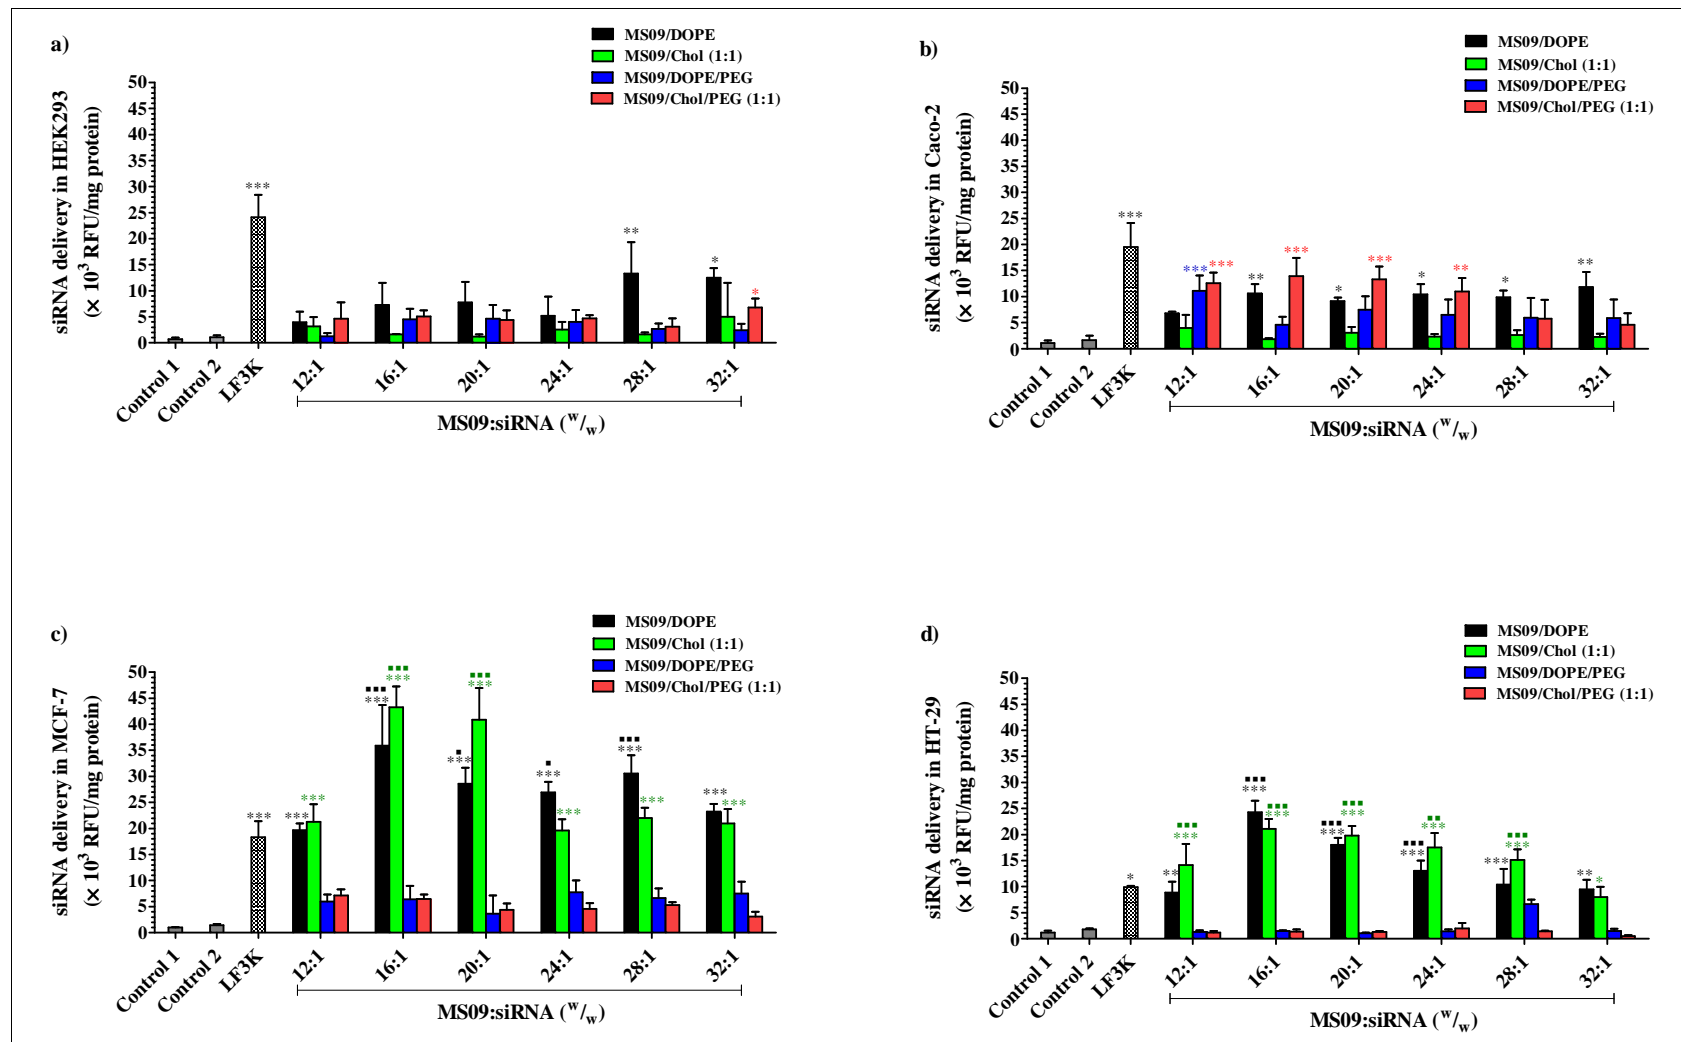 a)
MS09/DOPE
MS09/Chol (1:1)
MS09/DOPE/PEG
MS09/Chol/PEG (1:1)
siRNA delivery in HEK293
(× 10³ RFU/mg protein)
50
45
40
35
30
25
20
15
10
5
0
***
**
*
*
Control 1
Control 2
LF3K
12:1
16:1
20:1
24:1
28:1
32:1
MS09:siRNA (ʷ/w)
b)
MS09/DOPE
MS09/Chol (1:1)
MS09/DOPE/PEG
MS09/Chol/PEG (1:1)
siRNA delivery in Caco-2
(× 10³ RFU/mg protein)
50
45
40
35
30
25
20
15
10
5
0
***
*** ***
** ***
* ***
* **
*
**
Control 1
Control 2
LF3K
12:1
16:1
20:1
24:1
28:1
32:1
MS09:siRNA (ʷ/w)
c)
MS09/DOPE
MS09/Chol (1:1)
MS09/DOPE/PEG
MS09/Chol/PEG (1:1)
siRNA delivery in MCF-7
(× 10³ RFU/mg protein)
50
45
40
35
30
25
20
15
10
5
0
***
*** ***
*** ***
*** ***
*** ***
*** ***
*** ***
Control 1
Control 2
LF3K
12:1
16:1
20:1
24:1
28:1
32:1
MS09:siRNA (ʷ/w)
d)
MS09/DOPE
MS09/Chol (1:1)
MS09/DOPE/PEG
MS09/Chol/PEG (1:1)
siRNA delivery in HT-29
(× 10³ RFU/mg protein)
50
45
40
35
30
25
20
15
10
5
0
*
** ***
*** ***
*** ***
*** ***
*** ***
** *
Control 1
Control 2
LF3K
12:1
16:1
20:1
24:1
28:1
32:1
MS09:siRNA (ʷ/w)